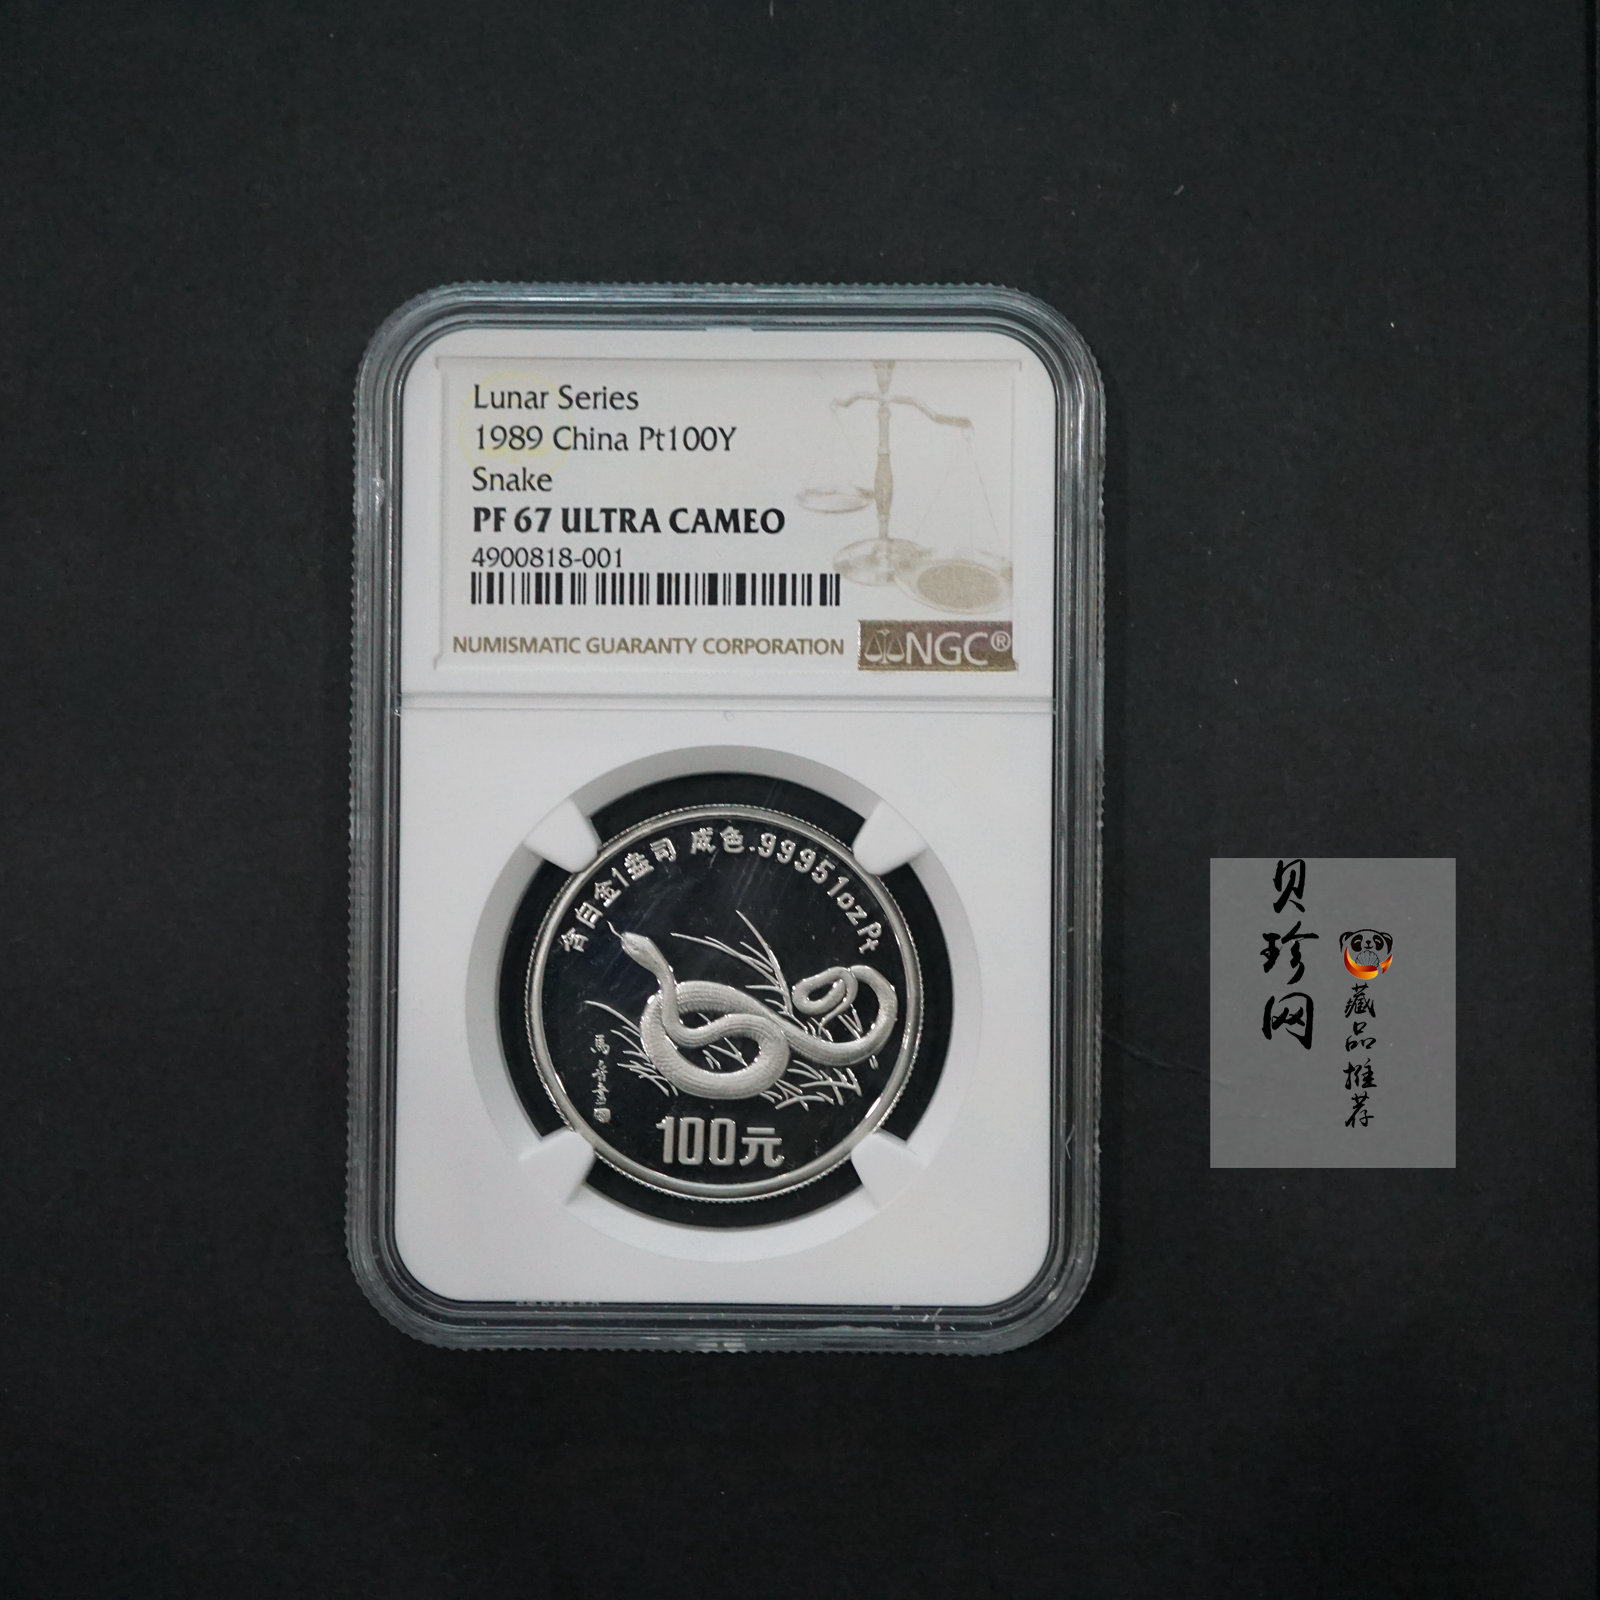 Lunar Series
1989 China Pt100Y
Snake
PF 67 ULTRA CAMEO
4900818-001
NUMISMATIC GUARANTY CORPORATION
NGC®
含白金1盎司 成色.9995 1oz Pt
100元
贝珍网
藏品推荐